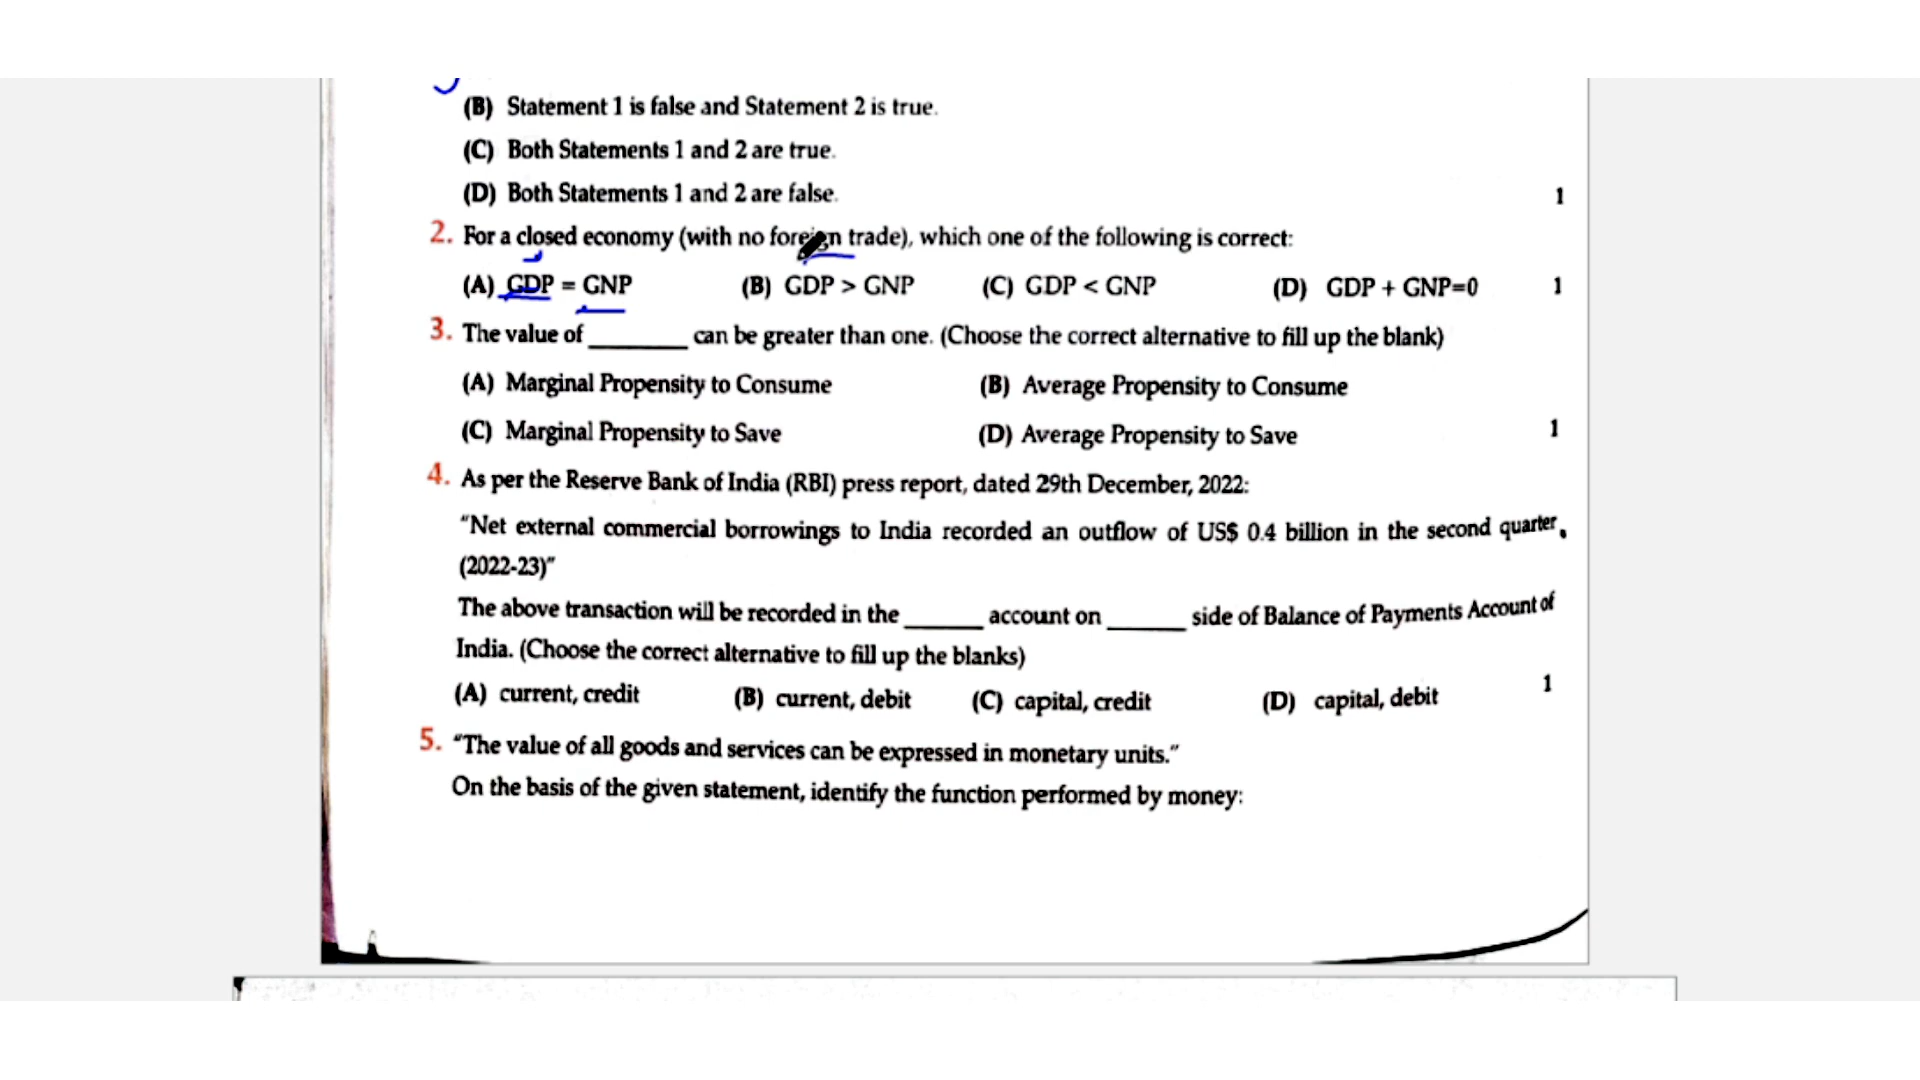 (B) Statement 1 is false and Statement 2 is true.
(C) Both Statements 1 and 2 are true.
(D) Both Statements 1 and 2 are false. 1
2. For a closed economy (with no foreign trade), which one of the following is correct:
(A) GDP = GNP (B) GDP > GNP (C) GDP < GNP (D) GDP + GNP=0 1
3. The value of ________ can be greater than one. (Choose the correct alternative to fill up the blank)
(A) Marginal Propensity to Consume (B) Average Propensity to Consume
(C) Marginal Propensity to Save (D) Average Propensity to Save 1
4. As per the Reserve Bank of India (RBI) press report, dated 29th December, 2022:
"Net external commercial borrowings to India recorded an outflow of US$ 0.4 billion in the second quarter,
(2022-23)"
The above transaction will be recorded in the ______ account on ______ side of Balance of Payments Account of
India. (Choose the correct alternative to fill up the blanks)
(A) current, credit (B) current, debit (C) capital, credit (D) capital, debit 1
5. "The value of all goods and services can be expressed in monetary units."
On the basis of the given statement, identify the function performed by money: